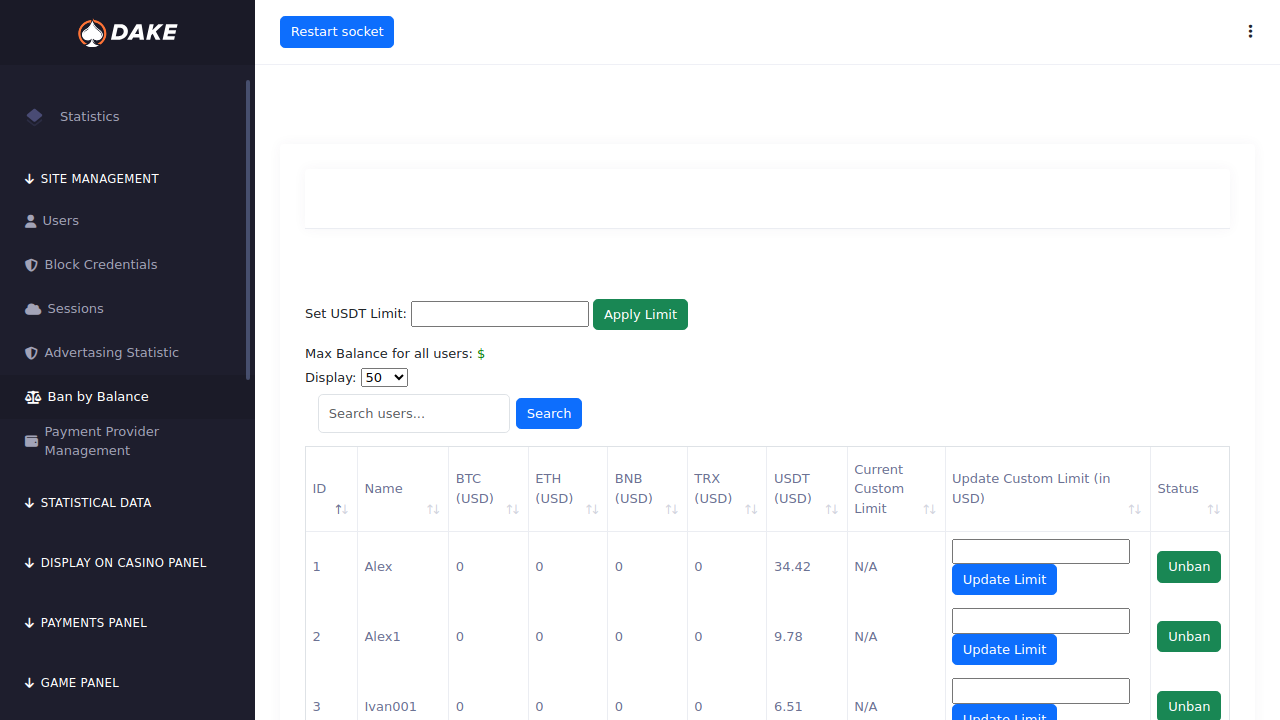 DAKE
Restart socket
Statistics
SITE MANAGEMENT
Users
Block Credentials
Sessions
Advertasing Statistic
Ban by Balance
Payment Provider
Management
STATISTICAL DATA
DISPLAY ON CASINO PANEL
PAYMENTS PANEL
GAME PANEL
Set USDT Limit: Apply Limit
Max Balance for all users: $
Display: 50
Search users... Search
ID Name BTC (USD) ETH (USD) BNB (USD) TRX (USD) USDT (USD) Current Custom Limit Update Custom Limit (in USD) Status
1 Alex 0 0 0 0 34.42 N/A Update Limit Unban
2 Alex1 0 0 0 0 9.78 N/A Update Limit Unban
3 Ivan001 0 0 0 0 6.51 N/A Update Limit Unban